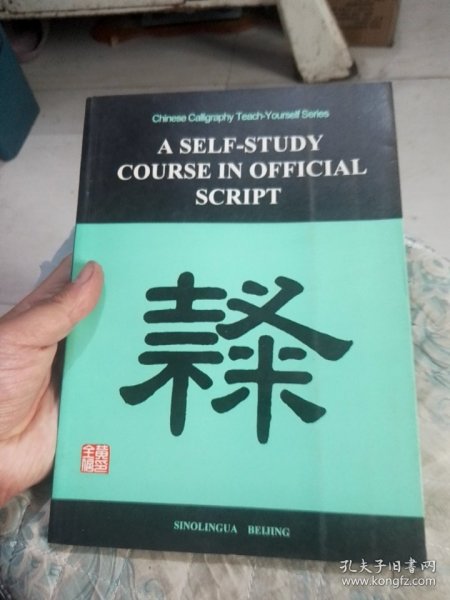 Chinese Calligraphy Teach-Yourself Series
A SELF-STUDY
COURSE IN OFFICIAL
SCRIPT
SINOLINGUA BEIJING
孔夫子旧书网
www.kongfz.com